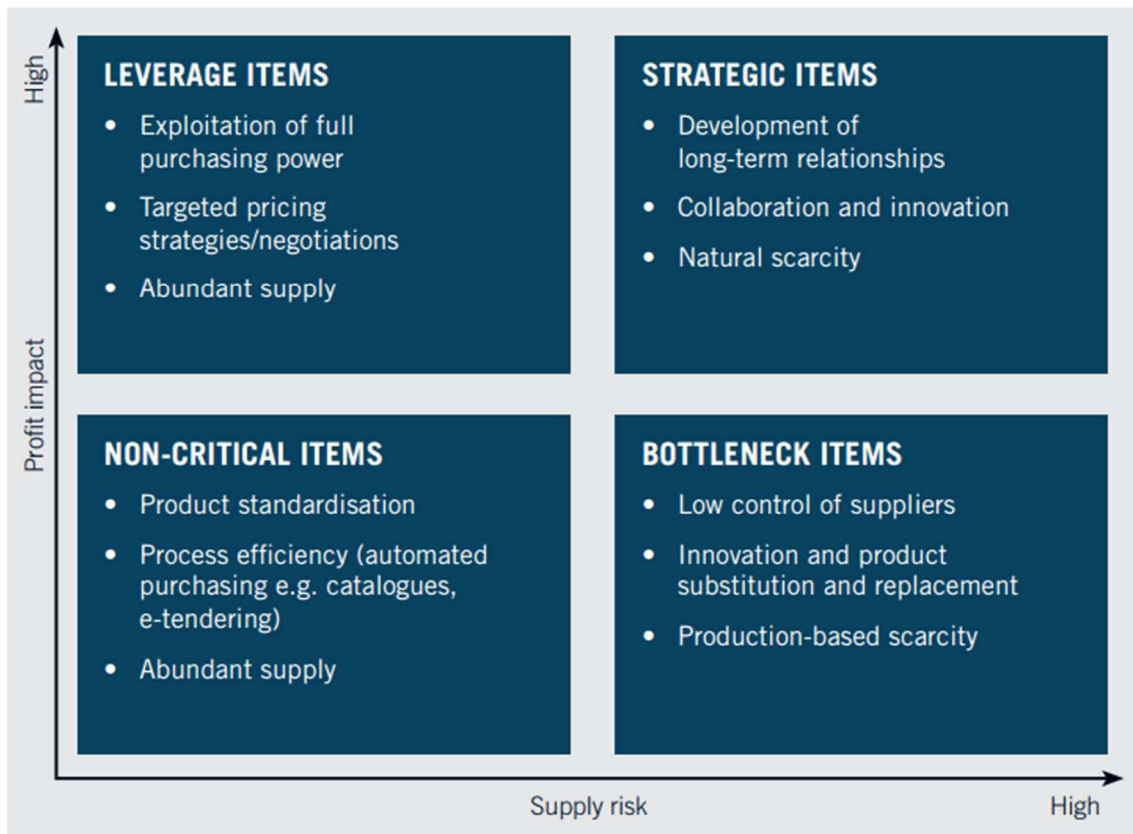 High
Profit impact
LEVERAGE ITEMS
• Exploitation of full
purchasing power
• Targeted pricing
strategies/negotiations
• Abundant supply
STRATEGIC ITEMS
• Development of
long-term relationships
• Collaboration and innovation
• Natural scarcity
NON-CRITICAL ITEMS
• Product standardisation
• Process efficiency (automated
purchasing e.g. catalogues,
e-tendering)
• Abundant supply
BOTTLENECK ITEMS
• Low control of suppliers
• Innovation and product
substitution and replacement
• Production-based scarcity
Supply risk
High